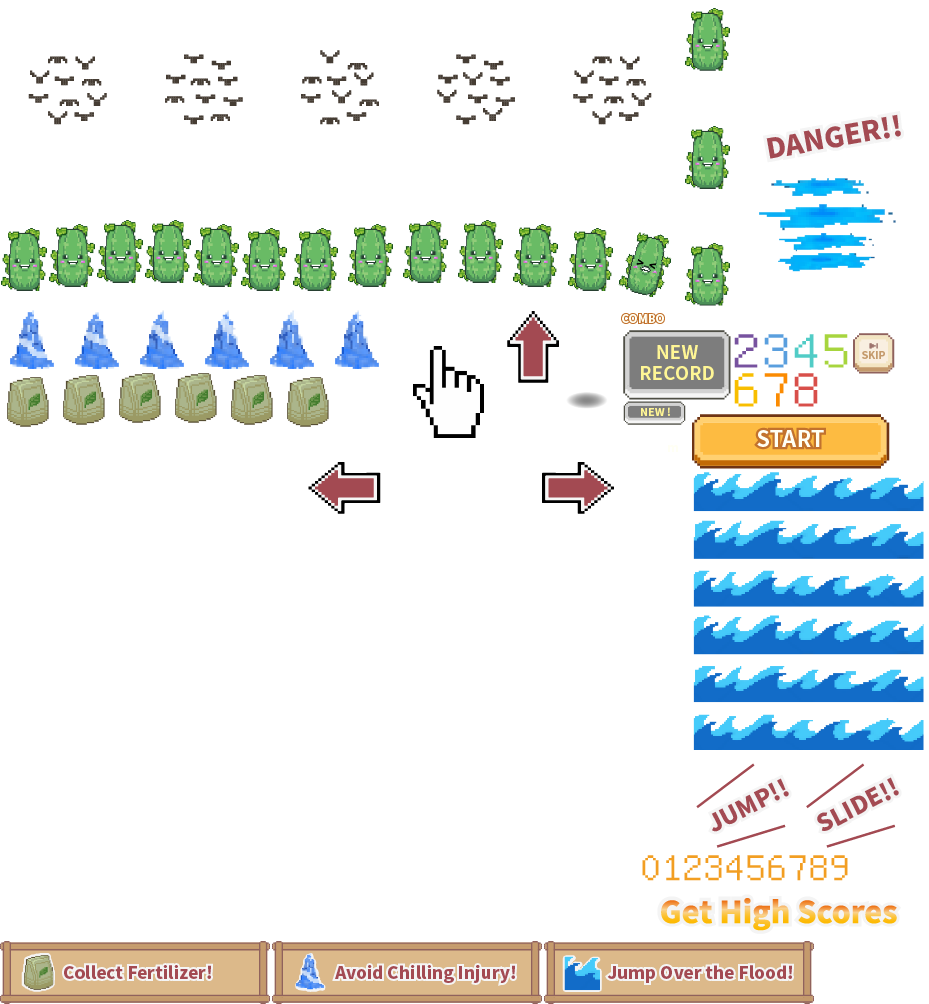 DANGER!!
COMBO
NEW
RECORD
NEW !
2345
678
SKIP
START
JUMP!!
SLIDE!!
0123456789
Get High Scores
Collect Fertilizer!
Avoid Chilling Injury!
Jump Over the Flood!